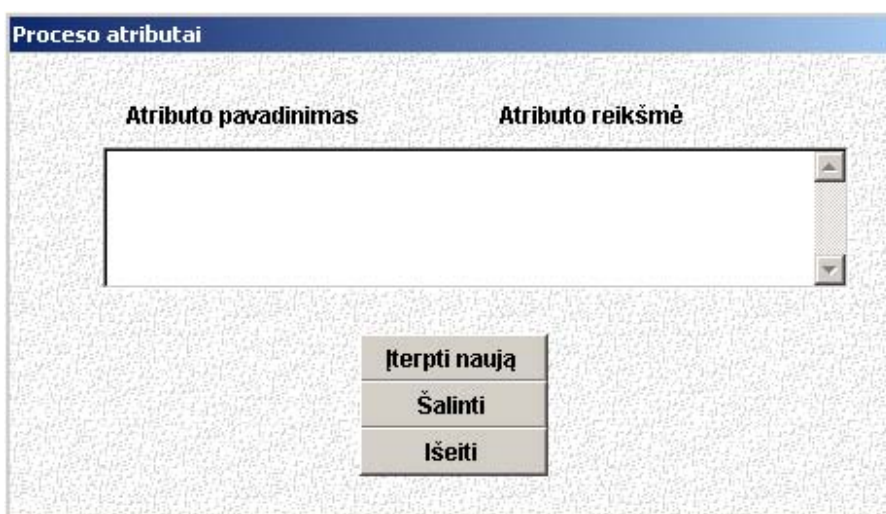 Proceso atributai
Atributo pavadinimas Atributo reikšmė
Įterpti naują
Šalinti
Išeiti